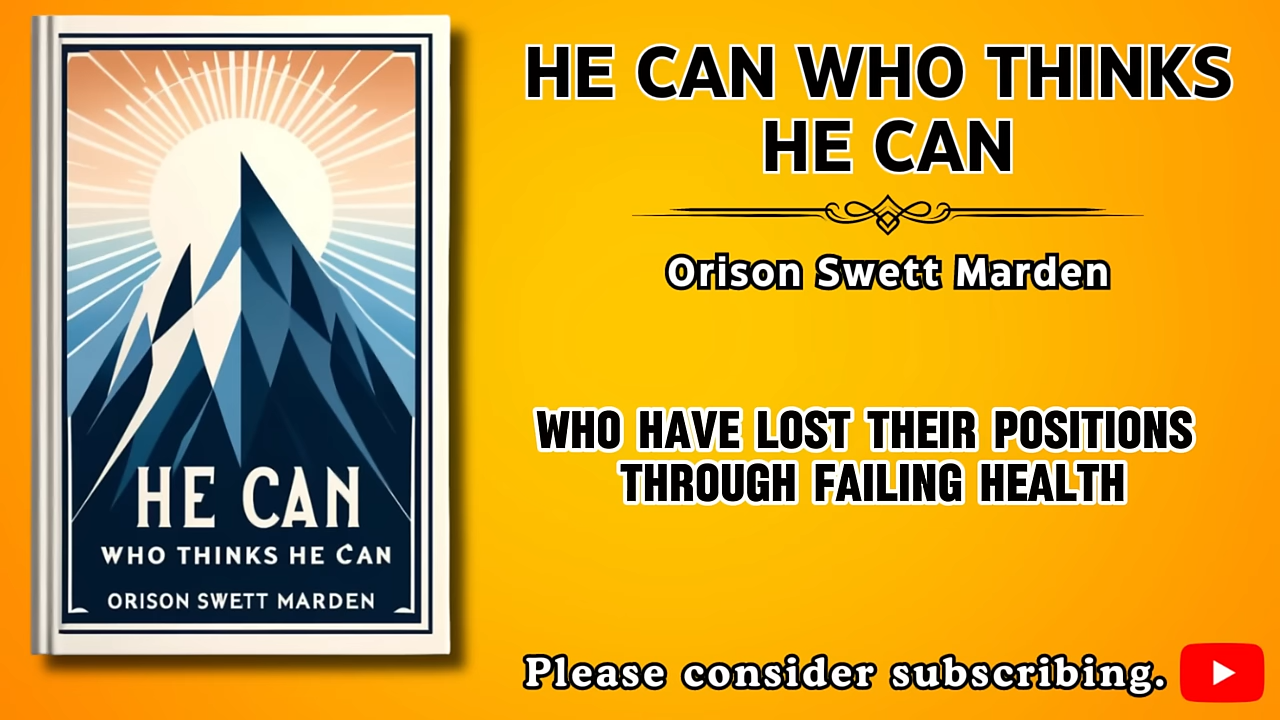 HE CAN
WHO THINKS HE CAN
ORISON SWETT MARDEN
HE CAN WHO THINKS
HE CAN
Orison Swett Marden
WHO HAVE LOST THEIR POSITIONS
THROUGH FAILING HEALTH
Please consider subscribing.